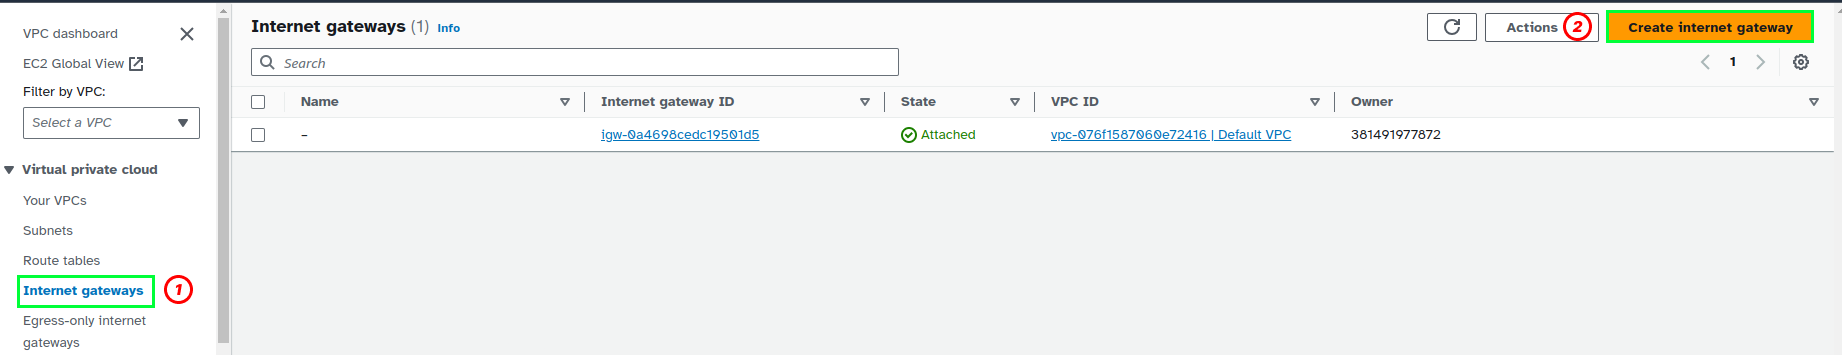 VPC dashboard
EC2 Global View
Filter by VPC:
Select a VPC
Virtual private cloud
Your VPCs
Subnets
Route tables
Internet gateways 1
Egress-only internet
gateways
Internet gateways (1) Info
Actions 2 Create internet gateway
Search
1
Name Internet gateway ID State VPC ID Owner
– igw-0a4698cedc19501d5 Attached vpc-076f1587060e72416 | Default VPC 381491977872